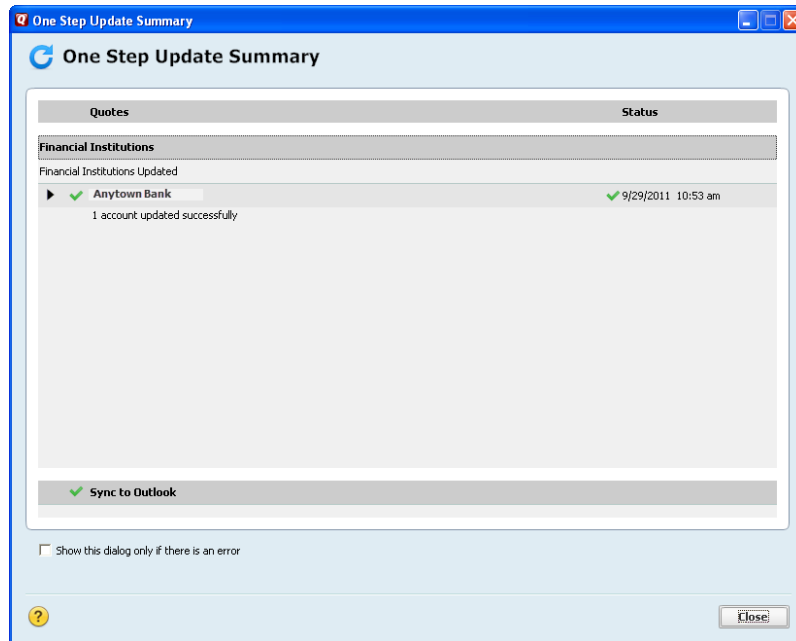 One Step Update Summary
One Step Update Summary
Quotes Status
Financial Institutions
Financial Institutions Updated
Anytown Bank 9/29/2011 10:53 am
1 account updated successfully
Sync to Outlook
Show this dialog only if there is an error
? Close